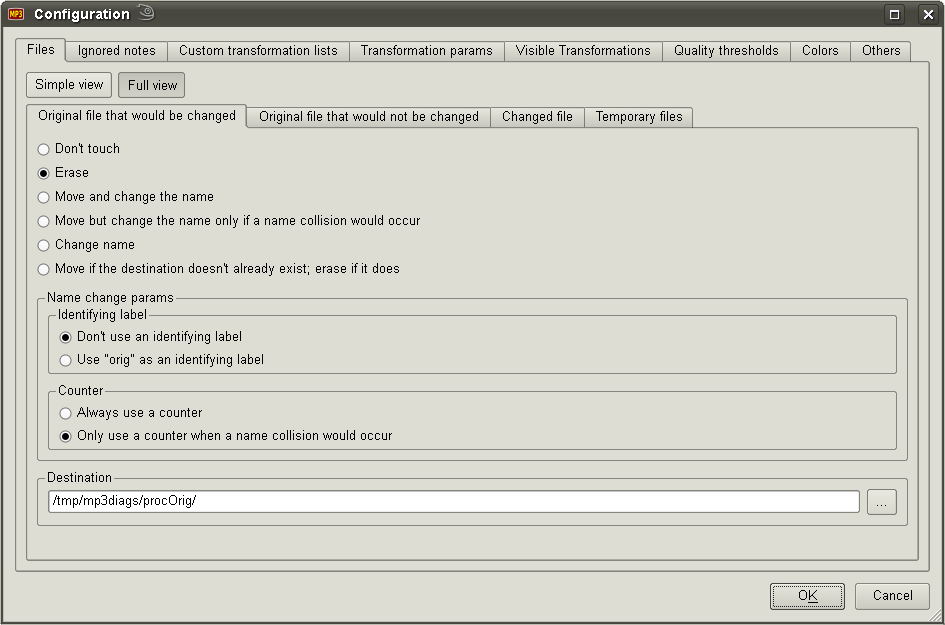 MP3 Configuration
Files Ignored notes Custom transformation lists Transformation params Visible Transformations Quality thresholds Colors Others
Simple view Full view
Original file that would be changed Original file that would not be changed Changed file Temporary files
Don't touch
Erase
Move and change the name
Move but change the name only if a name collision would occur
Change name
Move if the destination doesn't already exist; erase if it does
Name change params
Identifying label
Don't use an identifying label
Use "orig" as an identifying label
Counter
Always use a counter
Only use a counter when a name collision would occur
Destination
/tmp/mp3diags/procOrig/ ...
OK Cancel